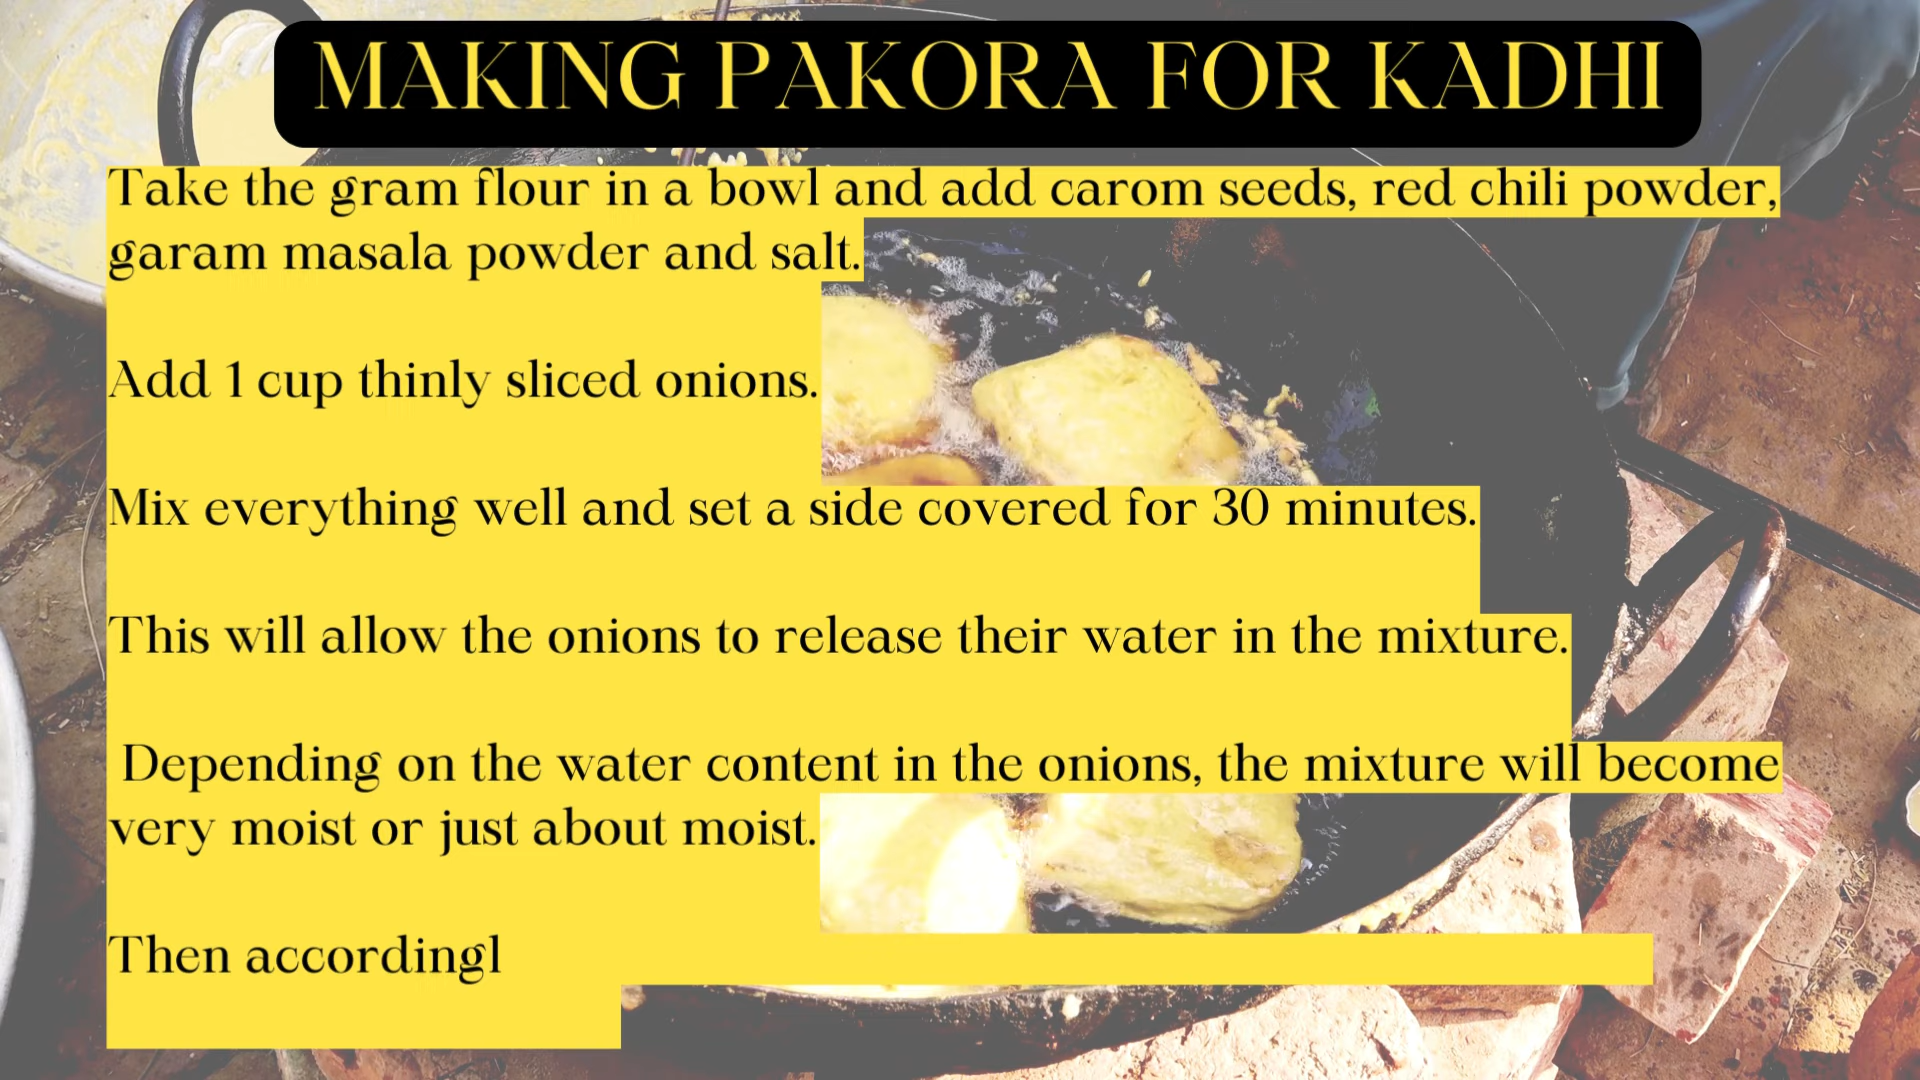 MAKING PAKORA FOR KADHI
Take the gram flour in a bowl and add carom seeds, red chili powder,
garam masala powder and salt.
Add 1 cup thinly sliced onions.
Mix everything well and set a side covered for 30 minutes.
This will allow the onions to release their water in the mixture.
Depending on the water content in the onions, the mixture will become
very moist or just about moist.
Then accordingl